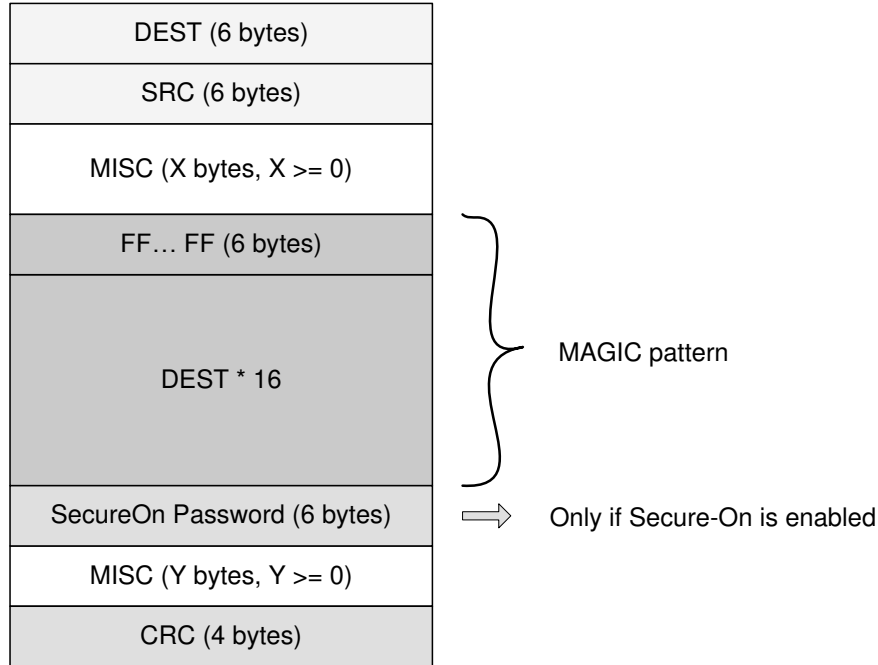 DEST (6 bytes)
SRC (6 bytes)
MISC (X bytes, X >= 0)
FF… FF (6 bytes)
DEST * 16
MAGIC pattern
SecureOn Password (6 bytes)
Only if Secure-On is enabled
MISC (Y bytes, Y >= 0)
CRC (4 bytes)